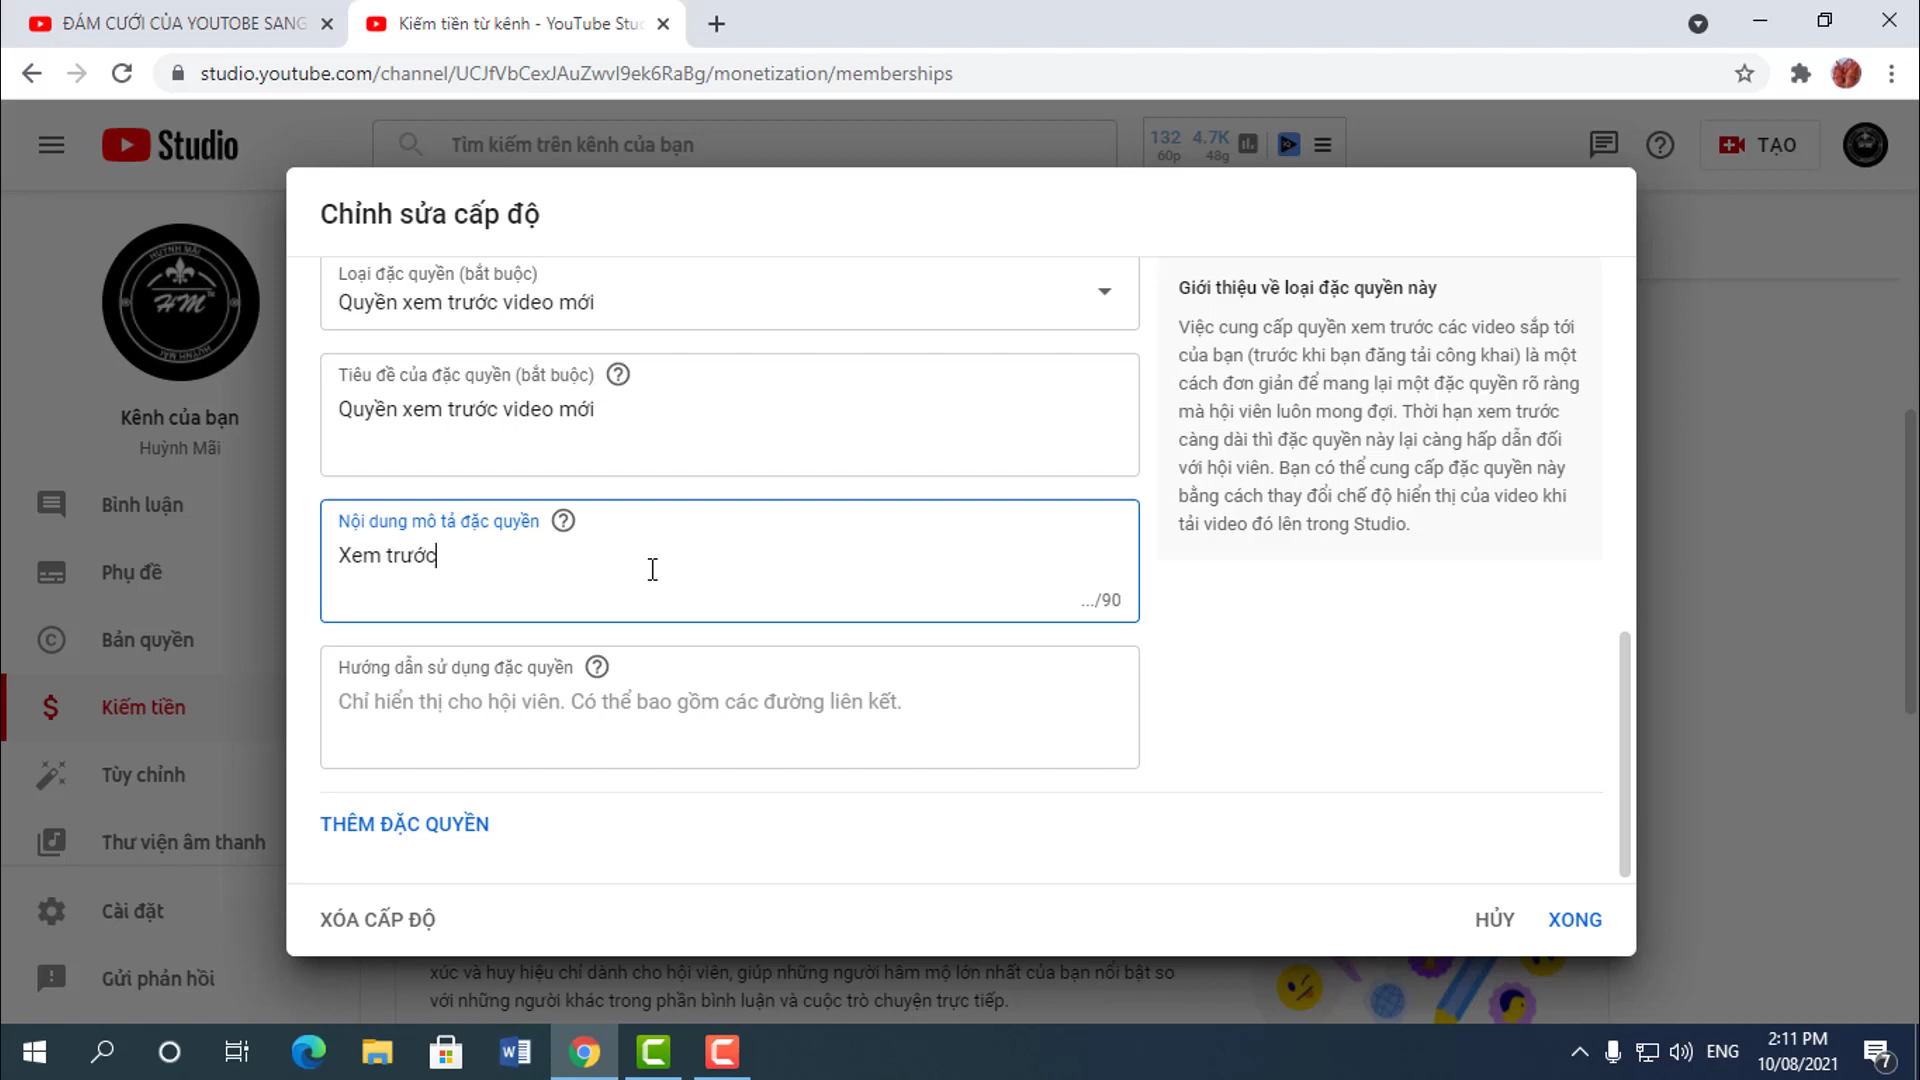 ĐÁM CƯỚI CỦA YOUTOBE SANG
Kiếm tiền từ kênh - YouTube Stu
studio.youtube.com/channel/UCJfVbCexJAuZwvI9ek6RaBg/monetization/memberships
Studio
Tìm kiếm trên kênh của bạn
132 4.7K
60p 48g
TẠO
HUỲNH MÃI
HM
HUỲNH MÃI
Kênh của bạn
Huỳnh Mãi
Bình luận
Phụ đề
Bản quyền
Kiếm tiền
Tùy chỉnh
Thư viện âm thanh
Cài đặt
Gửi phản hồi
Chỉnh sửa cấp độ
Loại đặc quyền (bắt buộc)
Quyền xem trước video mới
Tiêu đề của đặc quyền (bắt buộc)
Quyền xem trước video mới
Nội dung mô tả đặc quyền
Xem trước
.../90
Hướng dẫn sử dụng đặc quyền
Chỉ hiển thị cho hội viên. Có thể bao gồm các đường liên kết.
THÊM ĐẶC QUYỀN
Giới thiệu về loại đặc quyền này
Việc cung cấp quyền xem trước các video sắp tới
của bạn (trước khi bạn đăng tải công khai) là một
cách đơn giản để mang lại một đặc quyền rõ ràng
mà hội viên luôn mong đợi. Thời hạn xem trước
càng dài thì đặc quyền này lại càng hấp dẫn đối
với hội viên. Bạn có thể cung cấp đặc quyền này
bằng cách thay đổi chế độ hiển thị của video khi
tải video đó lên trong Studio.
XÓA CẤP ĐỘ
HỦY
XONG
xúc và huy hiệu chỉ dành cho hội viên, giúp những người hâm mộ lớn nhất của bạn nổi bật so
với những người khác trong phần bình luận và cuộc trò chuyện trực tiếp.
ENG
2:11 PM
10/08/2021
7